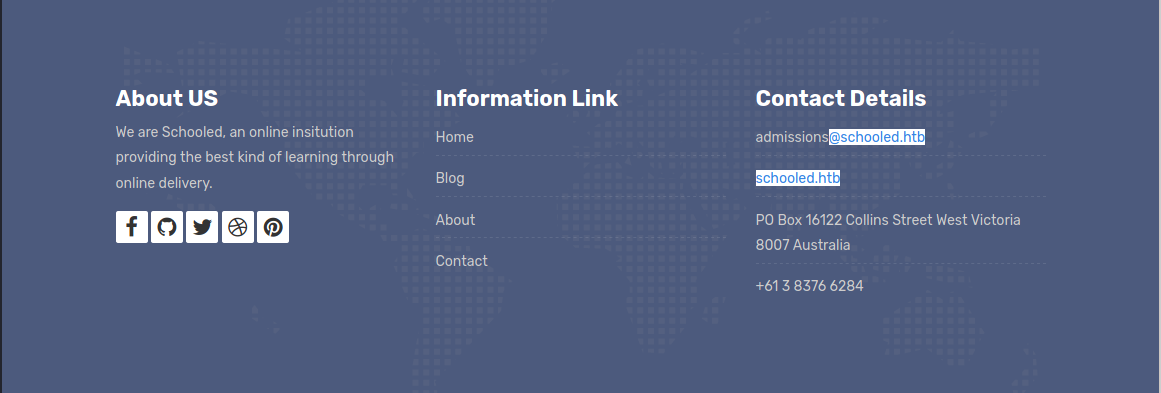 About US
We are Schooled, an online insitution
providing the best kind of learning through
online delivery.
Information Link
Home
Blog
About
Contact
Contact Details
admissions@schooled.htb
schooled.htb
PO Box 16122 Collins Street West Victoria
8007 Australia
+61 3 8376 6284